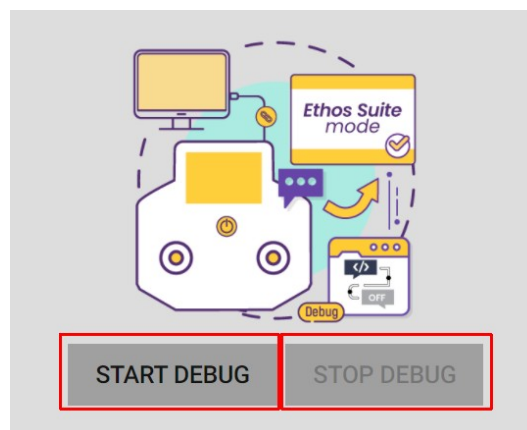 Ethos Suite
mode
</>
OFF
Debug
START DEBUG
STOP DEBUG